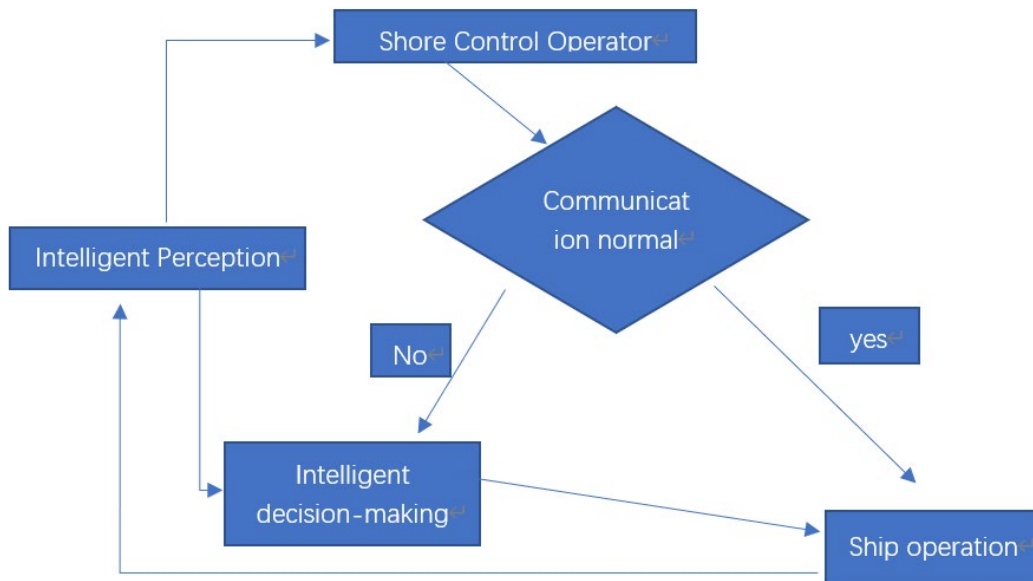 Shore Control Operator↵
Communicat
ion normal↵
Intelligent Perception↵
No↵
yes↵
Intelligent
decision-making↵
Ship operation↵